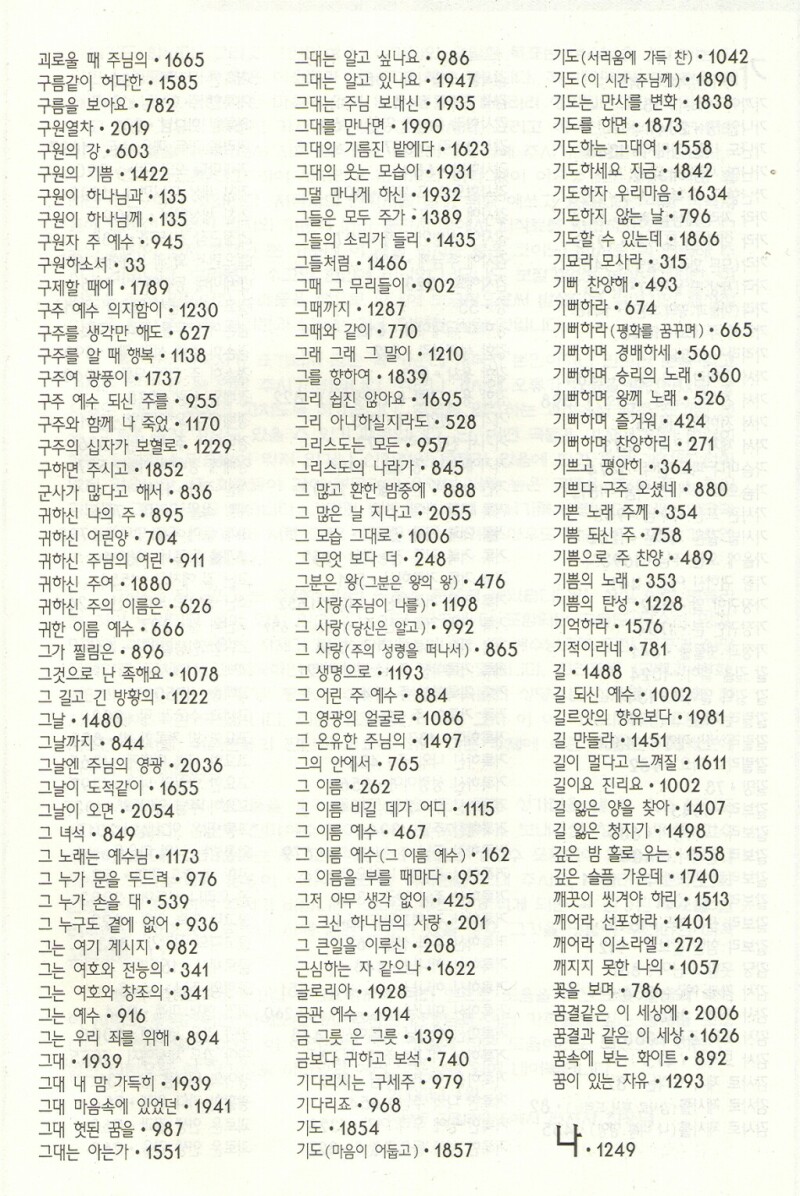 괴로울 때 주님의 • 1665
구름같이 허다한 • 1585
구름을 보아요 • 782
구원열차 • 2019
구원의 강 • 603
구원의 기쁨 • 1422
구원이 하나님과 • 135
구원이 하나님께 • 135
구원자 주 예수 • 945
구원하소서 • 33
구제할 때에 • 1789
구주 예수 의지함이 • 1230
구주를 생각만 해도 • 627
구주를 알 때 행복 • 1138
구주여 광풍이 • 1737
구주 예수 되신 주를 • 955
구주와 함께 나 죽었 • 1170
구주의 십자가 보혈로 • 1229
구하면 주시고 • 1852
군사가 많다고 해서 • 836
귀하신 나의 주 • 895
귀하신 어린양 • 704
귀하신 주님의 여린 • 911
귀하신 주여 • 1880
귀하신 주의 이름은 • 626
귀한 이름 예수 • 666
그가 찔림은 • 896
그것으로 난 족해요 • 1078
그 길고 긴 방황의 • 1222
그날 • 1480
그날까지 • 844
그날엔 주님의 영광 • 2036
그날이 도적같이 • 1655
그날이 오면 • 2054
그 녀석 • 849
그 노래는 예수님 • 1173
그 누가 문을 두드려 • 976
그 누가 손을 대 • 539
그 누구도 곁에 없어 • 936
그는 여기 계시지 • 982
그는 여호와 전능의 • 341
그는 여호와 창조의 • 341
그는 예수 • 916
그는 우리 죄를 위해 • 894
그대 • 1939
그대 내 맘 가득히 • 1939
그대 마음속에 있었던 • 1941
그대 헛된 꿈을 • 987
그대는 아는가 • 1551
그대는 알고 싶나요 • 986
그대는 알고 있나요 • 1947
그대는 주님 보내신 • 1935
그대를 만나면 • 1990
그대의 기름진 밭에다 • 1623
그대의 웃는 모습이 • 1931
그댈 만나게 하신 • 1932
그들은 모두 주가 • 1389
그들의 소리가 들리 • 1435
그들처럼 • 1466
그때 그 무리들이 • 902
그때까지 • 1287
그때와 같이 • 770
그래 그래 그 말이 • 1210
그를 향하여 • 1839
그리 쉽진 않아요 • 1695
그리 아니하실지라도 • 528
그리스도는 모든 • 957
그리스도의 나라가 • 845
그 맑고 환한 밤중에 • 888
그 많은 날 지나고 • 2055
그 모습 그대로 • 1006
그 무엇 보다 더 • 248
그분은 왕(그분은 왕의 왕) • 476
그 사랑(주님이 나를) • 1198
그 사랑(당신은 알고) • 992
그 사랑(주의 성령을 떠나서) • 865
그 생명으로 • 1193
그 어린 주 예수 • 884
그 영광의 얼굴로 • 1086
그 온유한 주님의 • 1497
그의 안에서 • 765
그 이름 • 262
그 이름 비길 데가 어디 • 1115
그 이름 예수 • 467
그 이름 예수(그 이름 예수) • 162
그 이름을 부를 때마다 • 952
그저 아무 생각 없이 • 425
그 크신 하나님의 사랑 • 201
그 큰일을 이루신 • 208
근심하는 자 같으나 • 1622
글로리아 • 1928
금관 예수 • 1914
금 그릇 은 그릇 • 1399
금보다 귀하고 보석 • 740
기다리시는 구세주 • 979
기다리죠 • 968
기도 • 1854
기도(마음이 어둡고) • 1857
기도(서러움에 가득 찬) • 1042
기도(이 시간 주님께) • 1890
기도는 만사를 변화 • 1838
기도를 하면 • 1873
기도하는 그대여 • 1558
기도하세요 지금 • 1842
기도하자 우리마음 • 1634
기도하지 않는 날 • 796
기도할 수 있는데 • 1866
기묘라 모사라 • 315
기뻐 찬양해 • 493
기뻐하라 • 674
기뻐하라(평화를 꿈꾸며) • 665
기뻐하며 경배하세 • 560
기뻐하며 승리의 노래 • 360
기뻐하며 왕께 노래 • 526
기뻐하며 즐거워 • 424
기뻐하며 찬양하리 • 271
기쁘고 평안히 • 364
기쁘다 구주 오셨네 • 880
기쁜 노래 주께 • 354
기쁨 되신 주 • 758
기쁨으로 주 찬양 • 489
기쁨의 노래 • 353
기쁨의 탄성 • 1228
기억하라 • 1576
기적이라네 • 781
길 • 1488
길 되신 예수 • 1002
길르앗의 향유보다 • 1981
길 만들라 • 1451
길이 멀다고 느껴질 • 1611
길이요 진리요 • 1002
길 잃은 양을 찾아 • 1407
길 잃은 청지기 • 1498
깊은 밤 홀로 우는 • 1558
깊은 슬픔 가운데 • 1740
깨끗이 씻겨야 하리 • 1513
깨어라 선포하라 • 1401
깨어라 이스라엘 • 272
깨지지 못한 나의 • 1057
꽃을 보며 • 786
꿈결같은 이 세상에 • 2006
꿈결과 같은 이 세상 • 1626
꿈속에 보는 화이트 • 892
꿈이 있는 자유 • 1293
나 • 1249